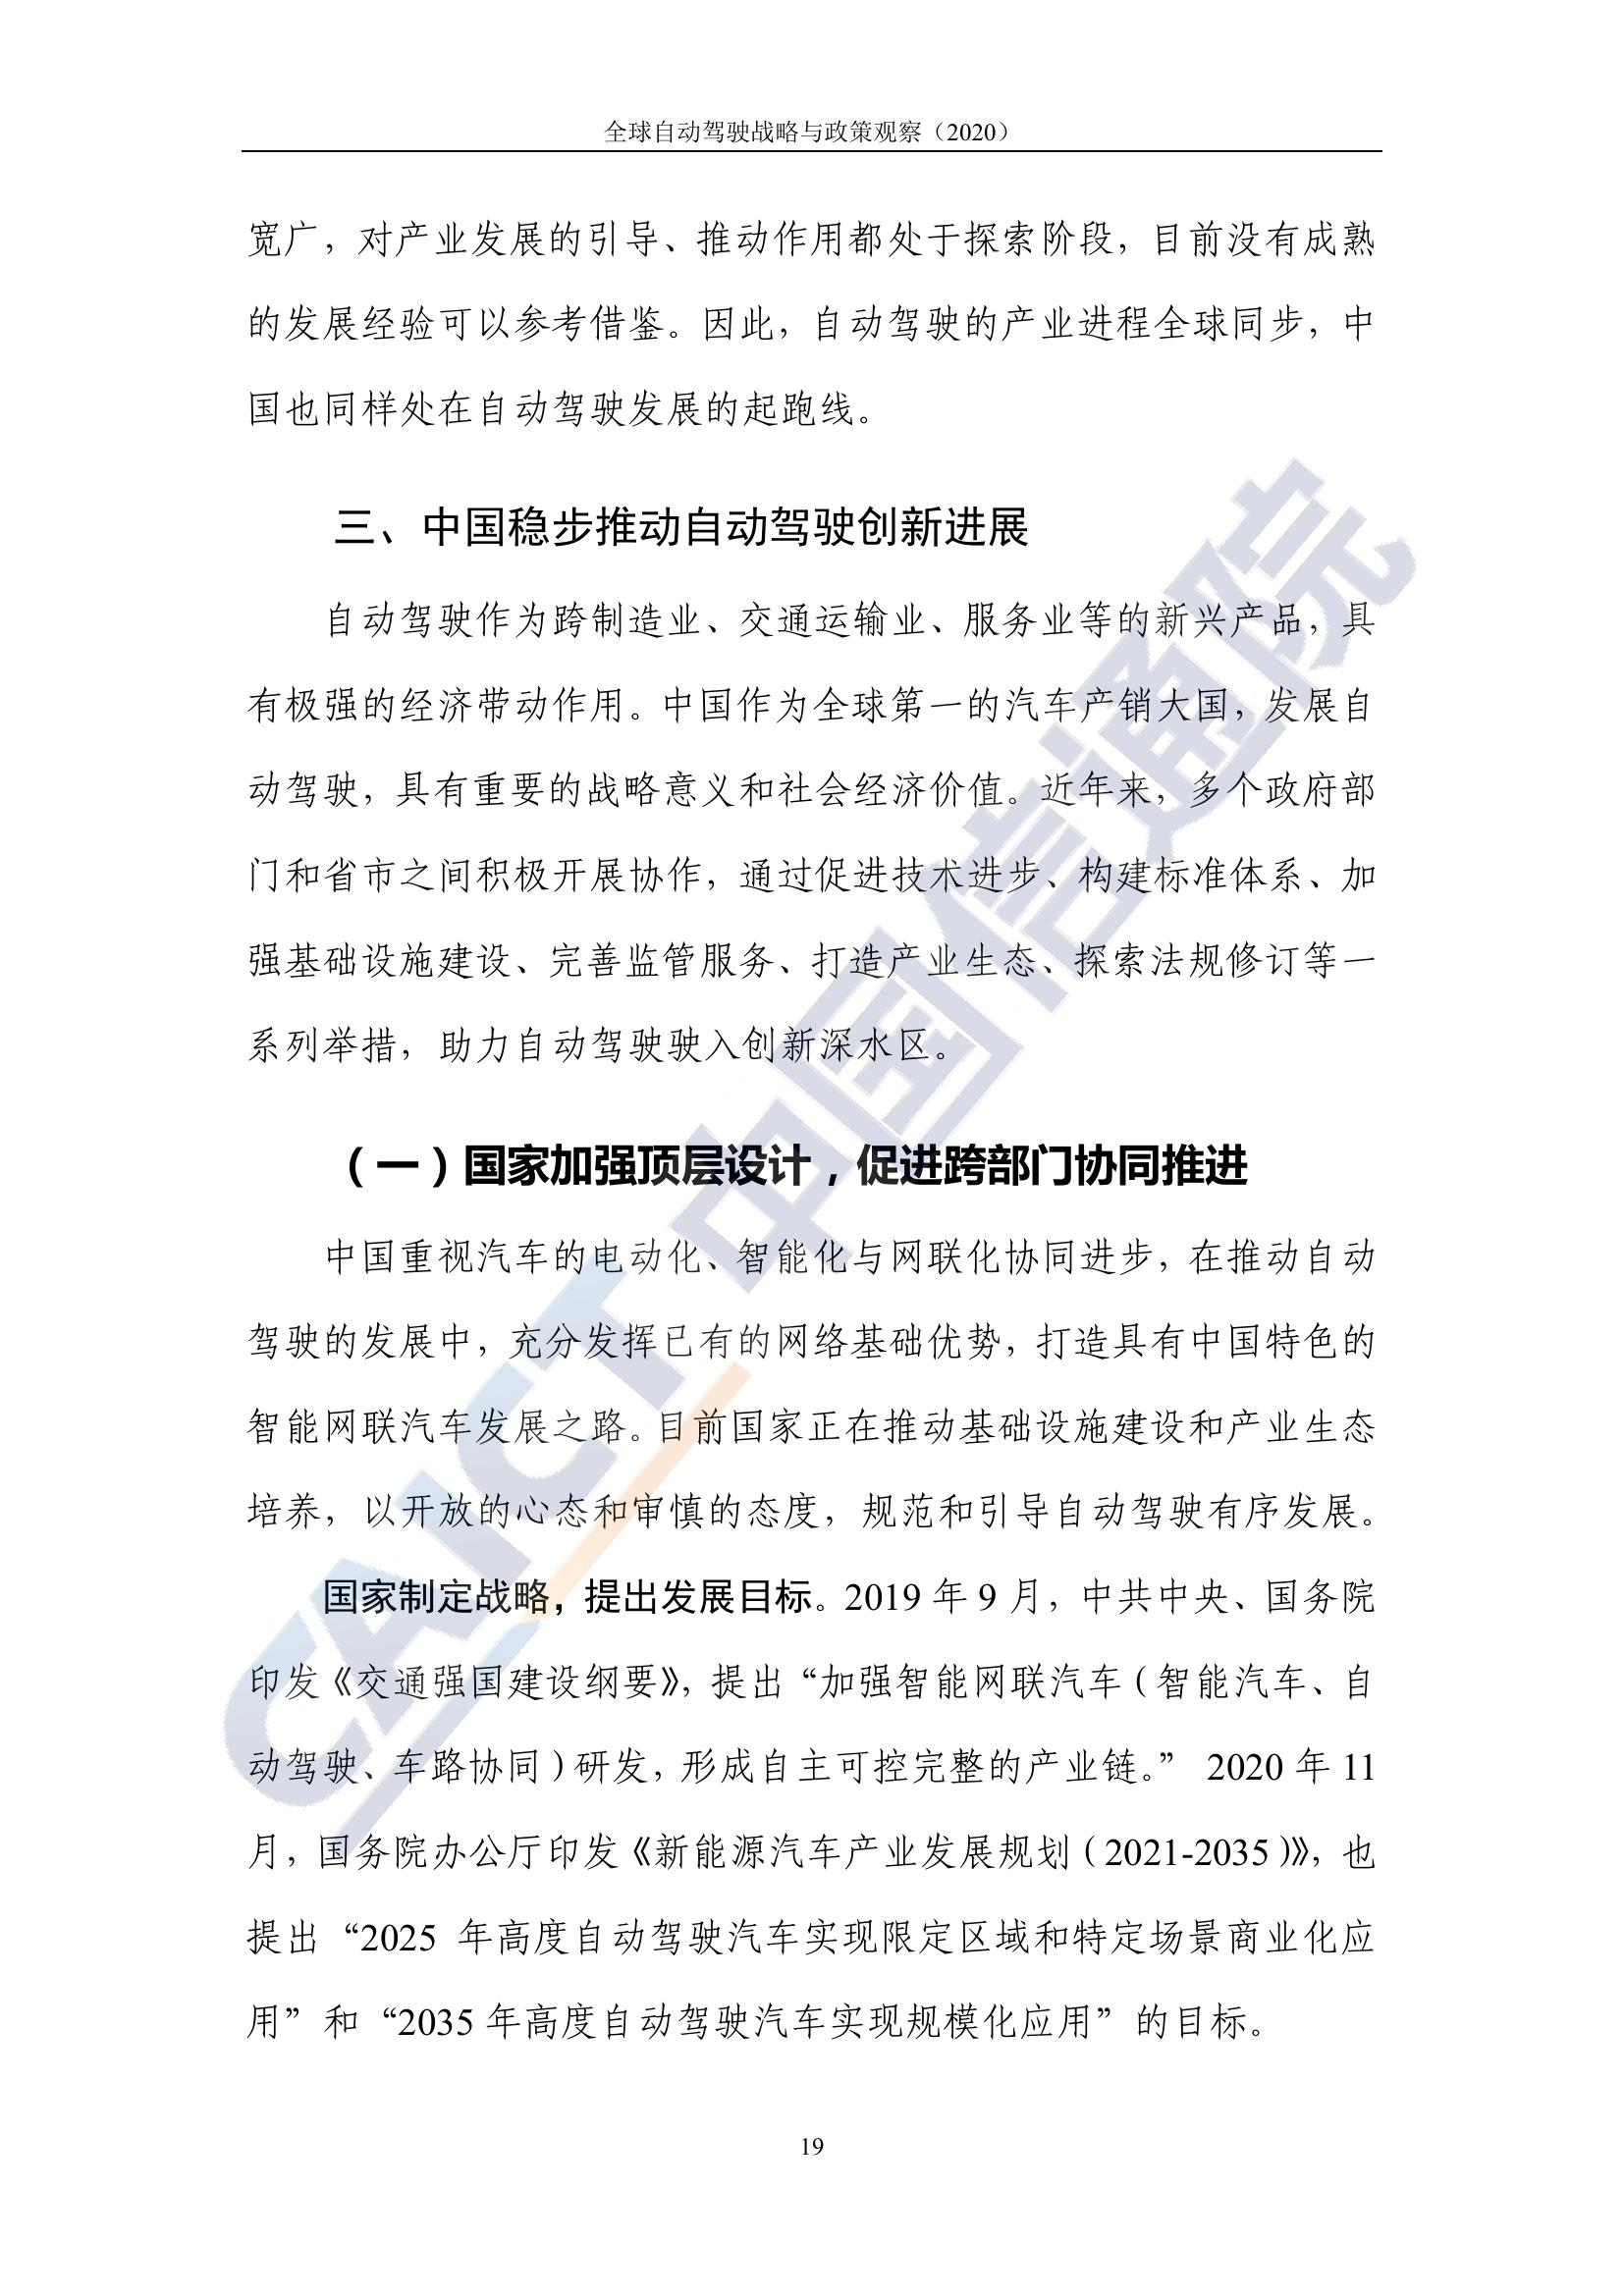 全球自动驾驶战略与政策观察（2020）
宽广，对产业发展的引导、推动作用都处于探索阶段，目前没有成熟
的发展经验可以参考借鉴。因此，自动驾驶的产业进程全球同步，中
国也同样处在自动驾驶发展的起跑线。
三、中国稳步推动自动驾驶创新进展
自动驾驶作为跨制造业、交通运输业、服务业等的新兴产品，具
有极强的经济带动作用。中国作为全球第一的汽车产销大国，发展自
动驾驶，具有重要的战略意义和社会经济价值。近年来，多个政府部
门和省市之间积极开展协作，通过促进技术进步、构建标准体系、加
强基础设施建设、完善监管服务、打造产业生态、探索法规修订等一
系列举措，助力自动驾驶驶入创新深水区。
（一）国家加强顶层设计，促进跨部门协同推进
中国重视汽车的电动化、智能化与网联化协同进步，在推动自动
驾驶的发展中，充分发挥已有的网络基础优势，打造具有中国特色的
智能网联汽车发展之路。目前国家正在推动基础设施建设和产业生态
培养，以开放的心态和审慎的态度，规范和引导自动驾驶有序发展。
国家制定战略，提出发展目标。2019 年 9 月，中共中央、国务院
印发《交通强国建设纲要》，提出“加强智能网联汽车（智能汽车、自
动驾驶、车路协同）研发，形成自主可控完整的产业链。” 2020 年 11
月，国务院办公厅印发《新能源汽车产业发展规划（2021-2035）》，也
提出“2025 年高度自动驾驶汽车实现限定区域和特定场景商业化应
用”和“2035 年高度自动驾驶汽车实现规模化应用”的目标。
19
CAICT 中国信通院